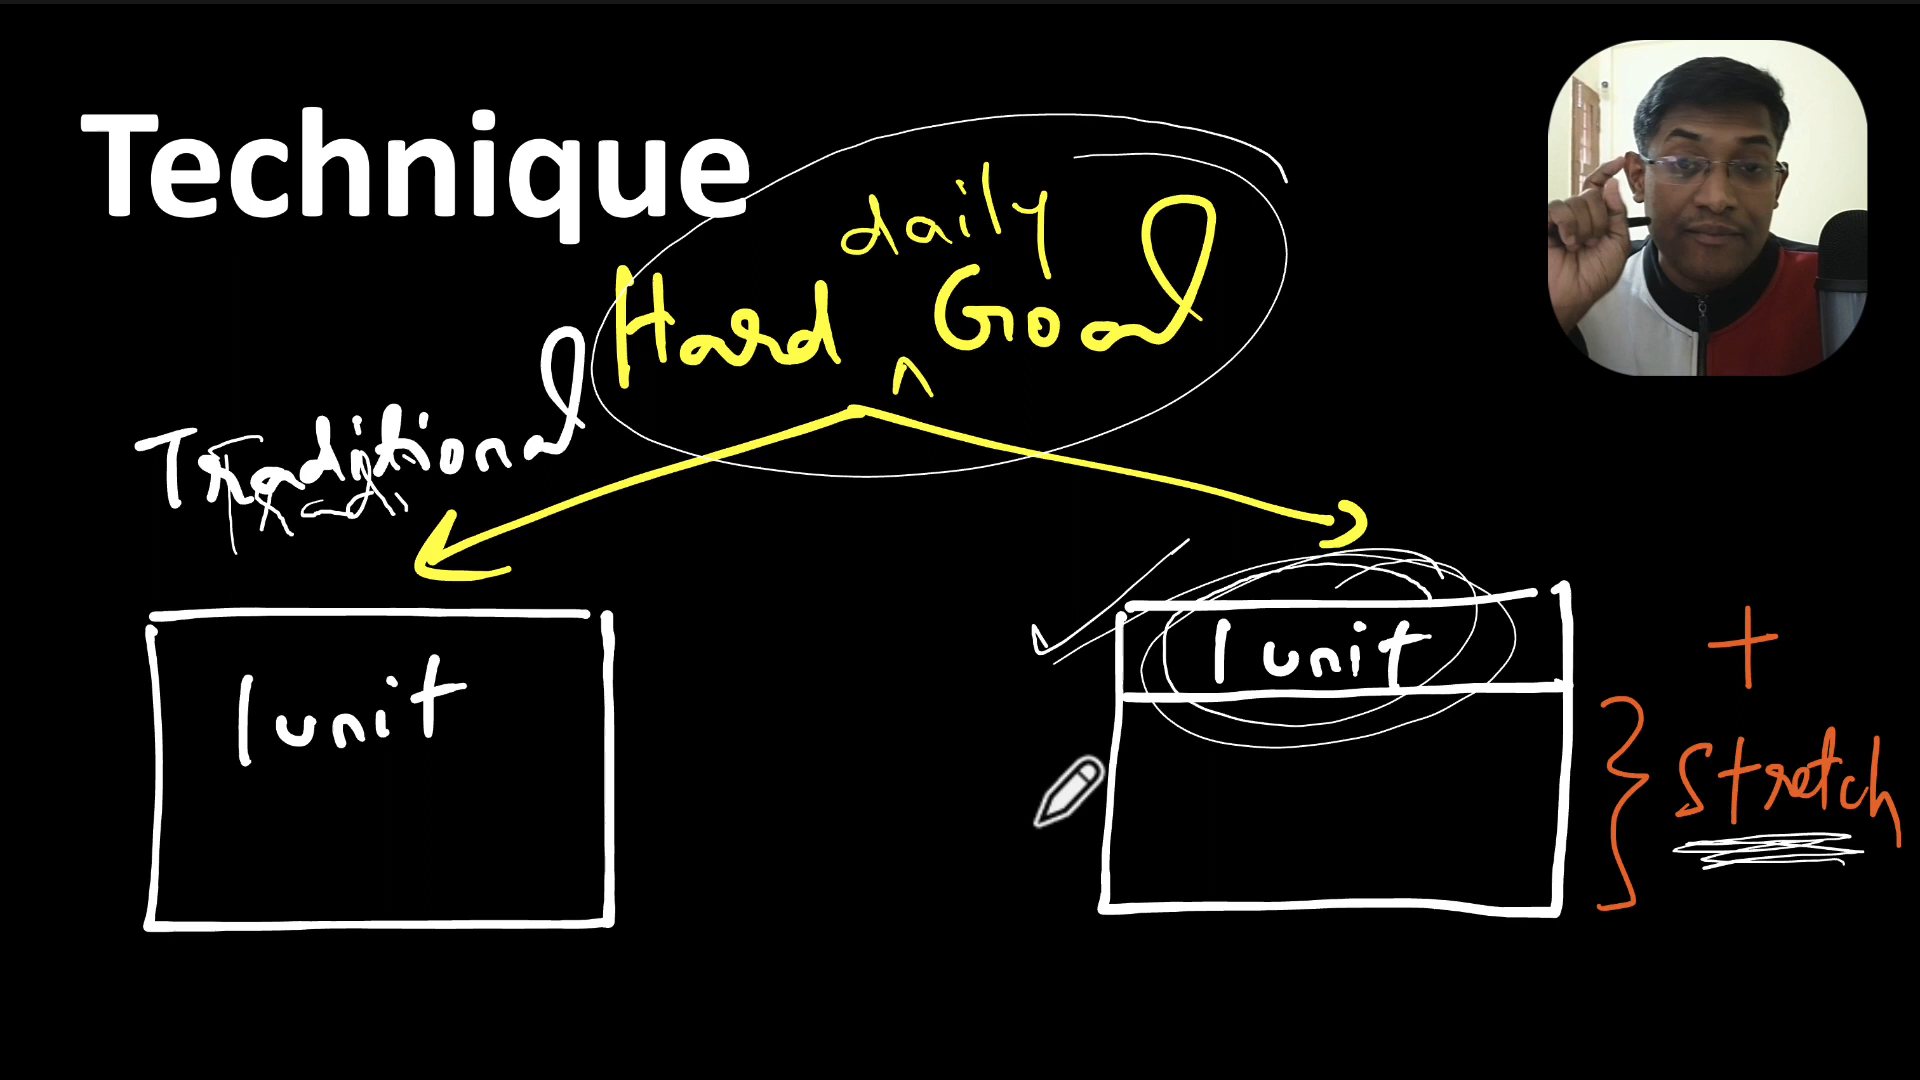 Technique
daily
Hard Goal
^
Traditional
1 unit
1 unit
+
stretch